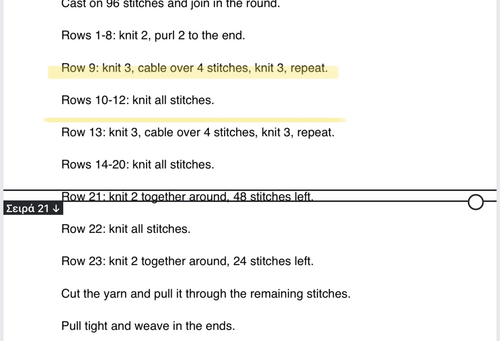 Cast on 96 stitches and join in the round.
Rows 1-8: knit 2, purl 2 to the end.
Row 9: knit 3, cable over 4 stitches, knit 3, repeat.
Rows 10-12: knit all stitches.
Row 13: knit 3, cable over 4 stitches, knit 3, repeat.
Rows 14-20: knit all stitches.
Row 21: knit 2 together around, 48 stitches left.
Σειρά 21 ↓
Row 22: knit all stitches.
Row 23: knit 2 together around, 24 stitches left.
Cut the yarn and pull it through the remaining stitches.
Pull tight and weave in the ends.